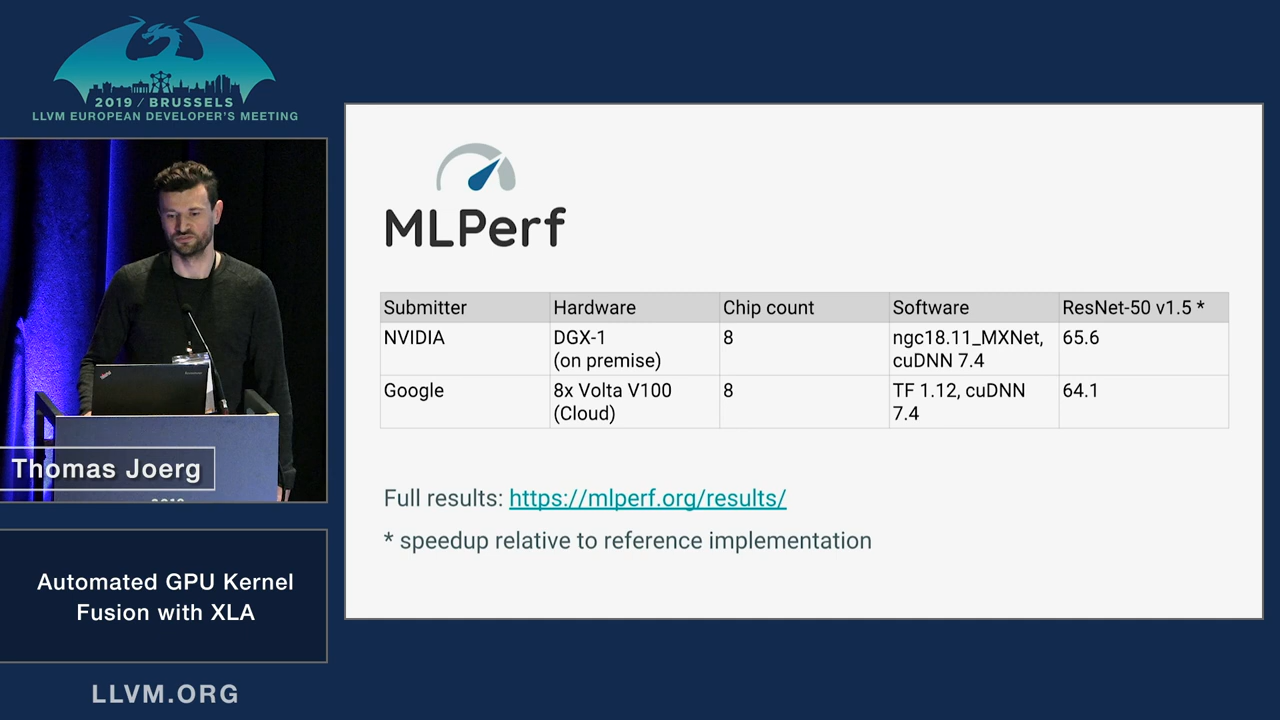 2019 / BRUSSELS
LLVM EUROPEAN DEVELOPER'S MEETING
Thomas Joerg
Automated GPU Kernel
Fusion with XLA
LLVM.ORG
MLPerf
Submitter Hardware Chip count Software ResNet-50 v1.5 *
NVIDIA DGX-1 8 ngc18.11_MXNet, 65.6
(on premise) cuDNN 7.4
Google 8x Volta V100 8 TF 1.12, cuDNN 64.1
(Cloud) 7.4
Full results: https://mlperf.org/results/
* speedup relative to reference implementation